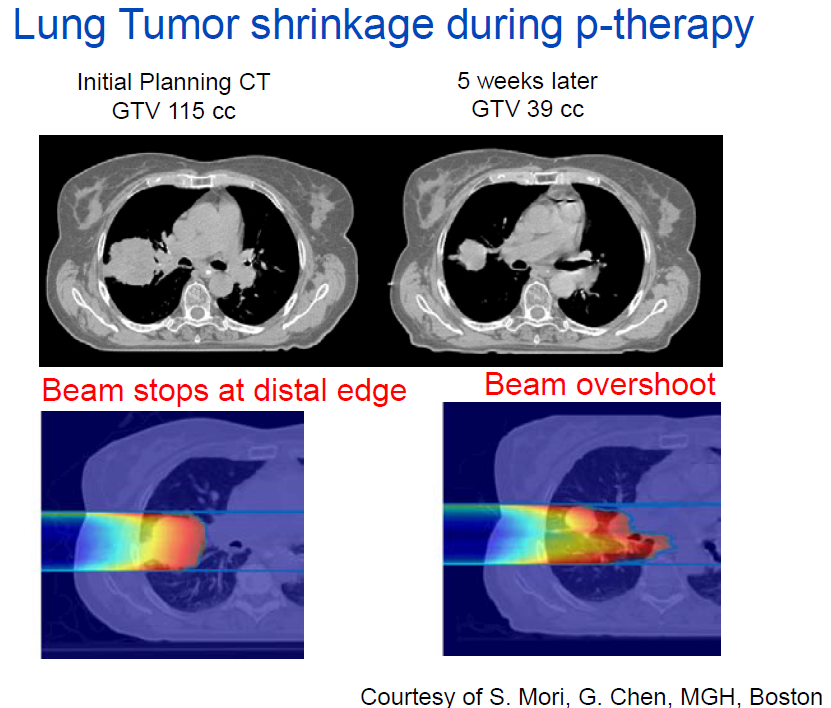 Lung Tumor shrinkage during p-therapy
Initial Planning CT
GTV 115 cc
5 weeks later
GTV 39 cc
Beam stops at distal edge
Beam overshoot
Courtesy of S. Mori, G. Chen, MGH, Boston